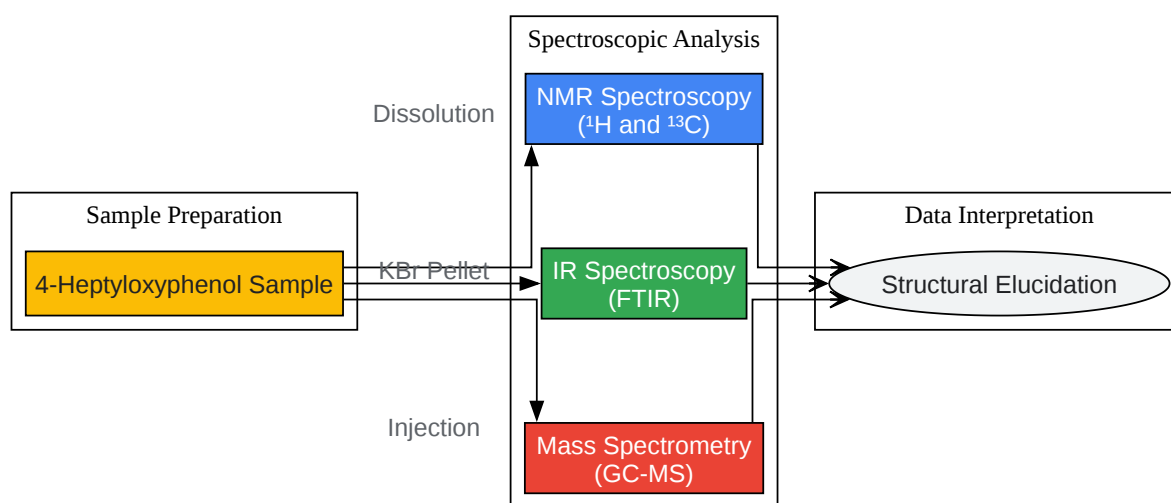 Spectroscopic Analysis
NMR Spectroscopy
(¹H and ¹³C)
Dissolution
Sample Preparation
4-Heptyloxyphenol Sample
KBr Pellet
IR Spectroscopy
(FTIR)
Data Interpretation
Structural Elucidation
Injection
Mass Spectrometry
(GC-MS)